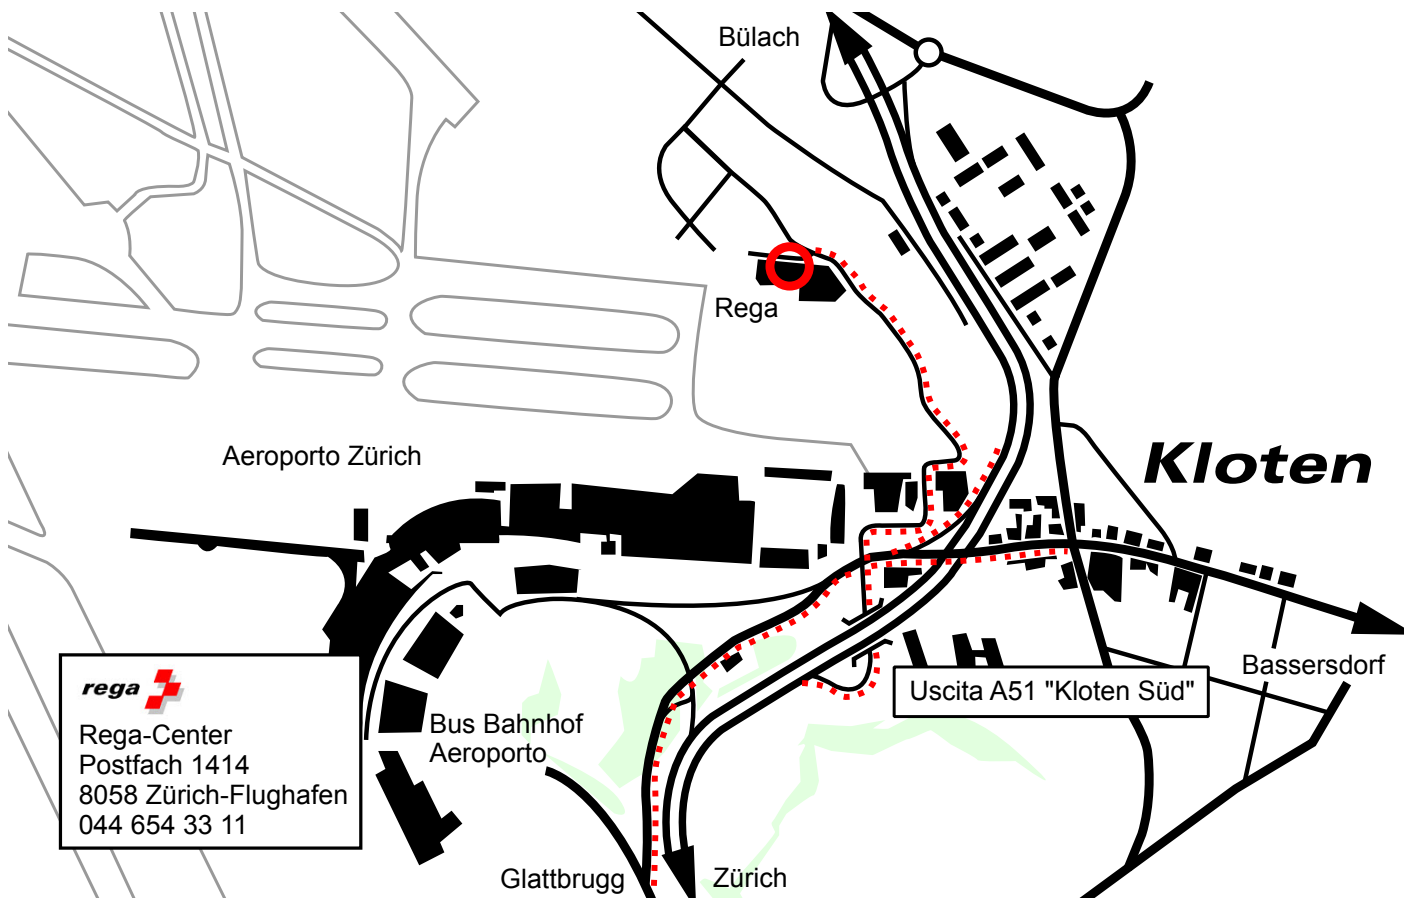 Bülach
Rega
Aeroporto Zürich
Kloten
Bassersdorf
Uscita A51 "Kloten Süd"
rega
Rega-Center
Postfach 1414
8058 Zürich-Flughafen
044 654 33 11
Bus Bahnhof
Aeroporto
Glattbrugg
Zürich